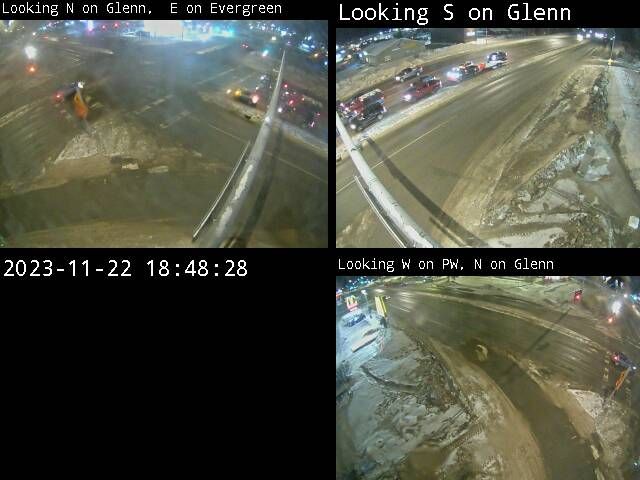 Looking N on Glenn,  E on Evergreen
Looking S on Glenn
2023-11-22 18:48:28
Looking W on PW, N on Glenn